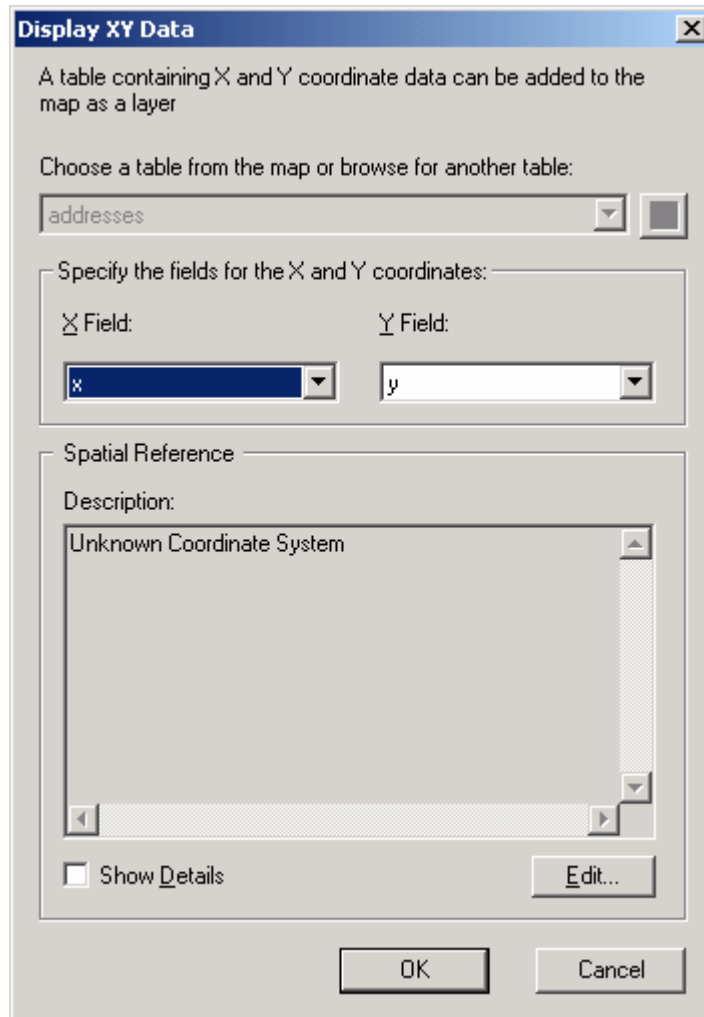 Display XY Data
A table containing X and Y coordinate data can be added to the
map as a layer
Choose a table from the map or browse for another table:
addresses
Specify the fields for the X and Y coordinates:
X Field: Y Field:
x y
Spatial Reference
Description:
Unknown Coordinate System
Show Details Edit...
OK Cancel